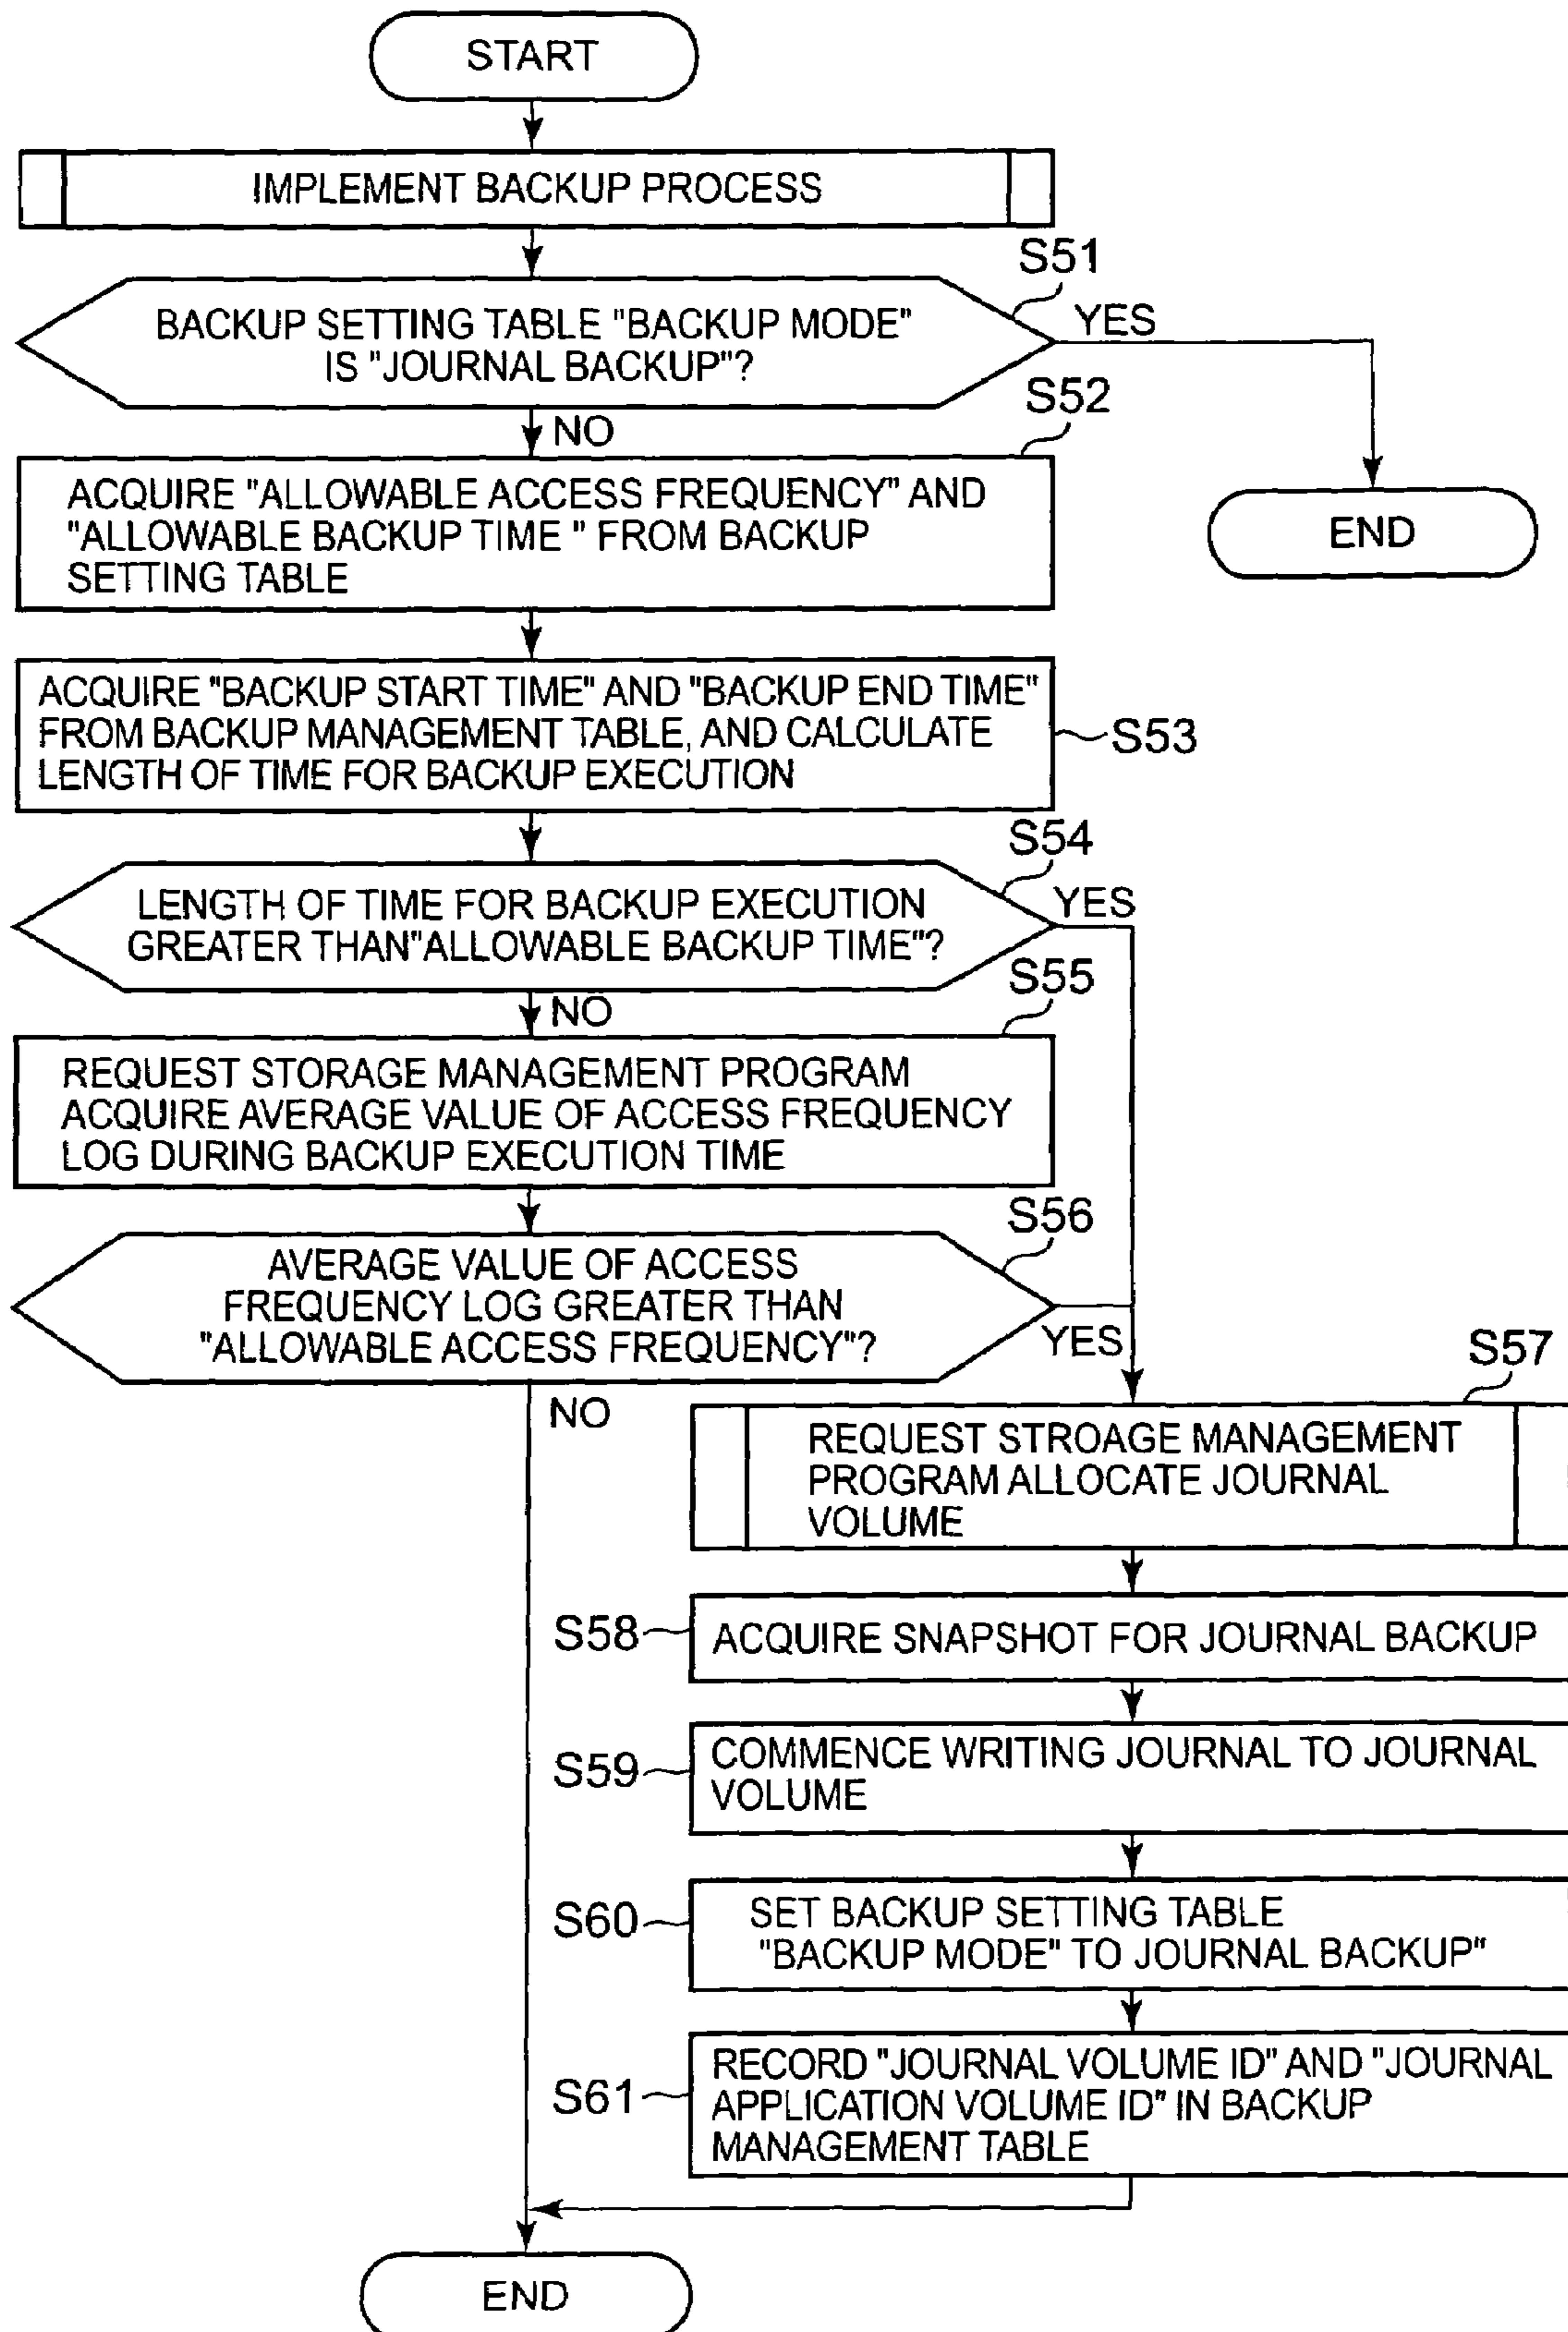 START
IMPLEMENT BACKUP PROCESS
S51
BACKUP SETTING TABLE "BACKUP MODE"
IS "JOURNAL BACKUP"?
YES
NO
END
S52
ACQUIRE "ALLOWABLE ACCESS FREQUENCY" AND
"ALLOWABLE BACKUP TIME " FROM BACKUP
SETTING TABLE
ACQUIRE "BACKUP START TIME" AND "BACKUP END TIME"
FROM BACKUP MANAGEMENT TABLE, AND CALCULATE
LENGTH OF TIME FOR BACKUP EXECUTION
S53
S54
LENGTH OF TIME FOR BACKUP EXECUTION
GREATER THAN"ALLOWABLE BACKUP TIME"?
YES
NO
S55
REQUEST STORAGE MANAGEMENT PROGRAM
ACQUIRE AVERAGE VALUE OF ACCESS FREQUENCY
LOG DURING BACKUP EXECUTION TIME
S56
AVERAGE VALUE OF ACCESS
FREQUENCY LOG GREATER THAN
"ALLOWABLE ACCESS FREQUENCY"?
YES
NO
S57
REQUEST STROAGE MANAGEMENT
PROGRAM ALLOCATE JOURNAL
VOLUME
S58
ACQUIRE SNAPSHOT FOR JOURNAL BACKUP
S59
COMMENCE WRITING JOURNAL TO JOURNAL
VOLUME
S60
SET BACKUP SETTING TABLE
"BACKUP MODE" TO JOURNAL BACKUP"
S61
RECORD "JOURNAL VOLUME ID" AND "JOURNAL
APPLICATION VOLUME ID" IN BACKUP
MANAGEMENT TABLE
END